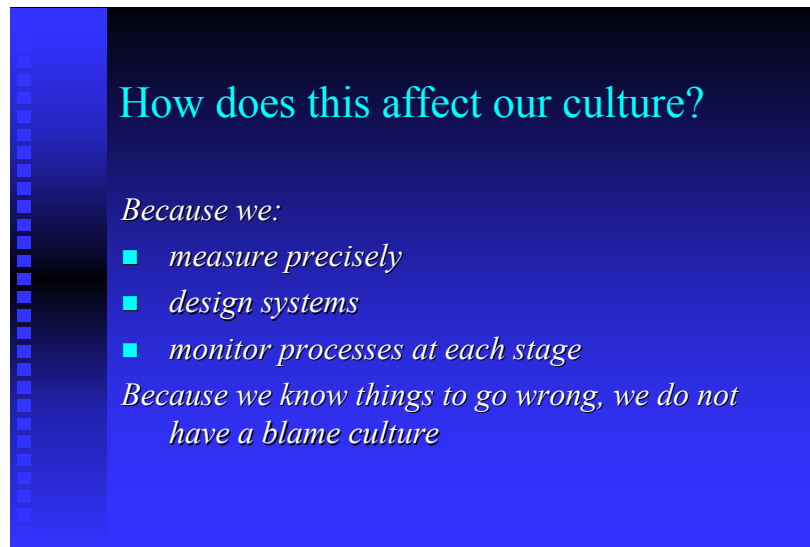 How does this affect our culture?
Because we:
measure precisely
design systems
monitor processes at each stage
Because we know things to go wrong, we do not
have a blame culture